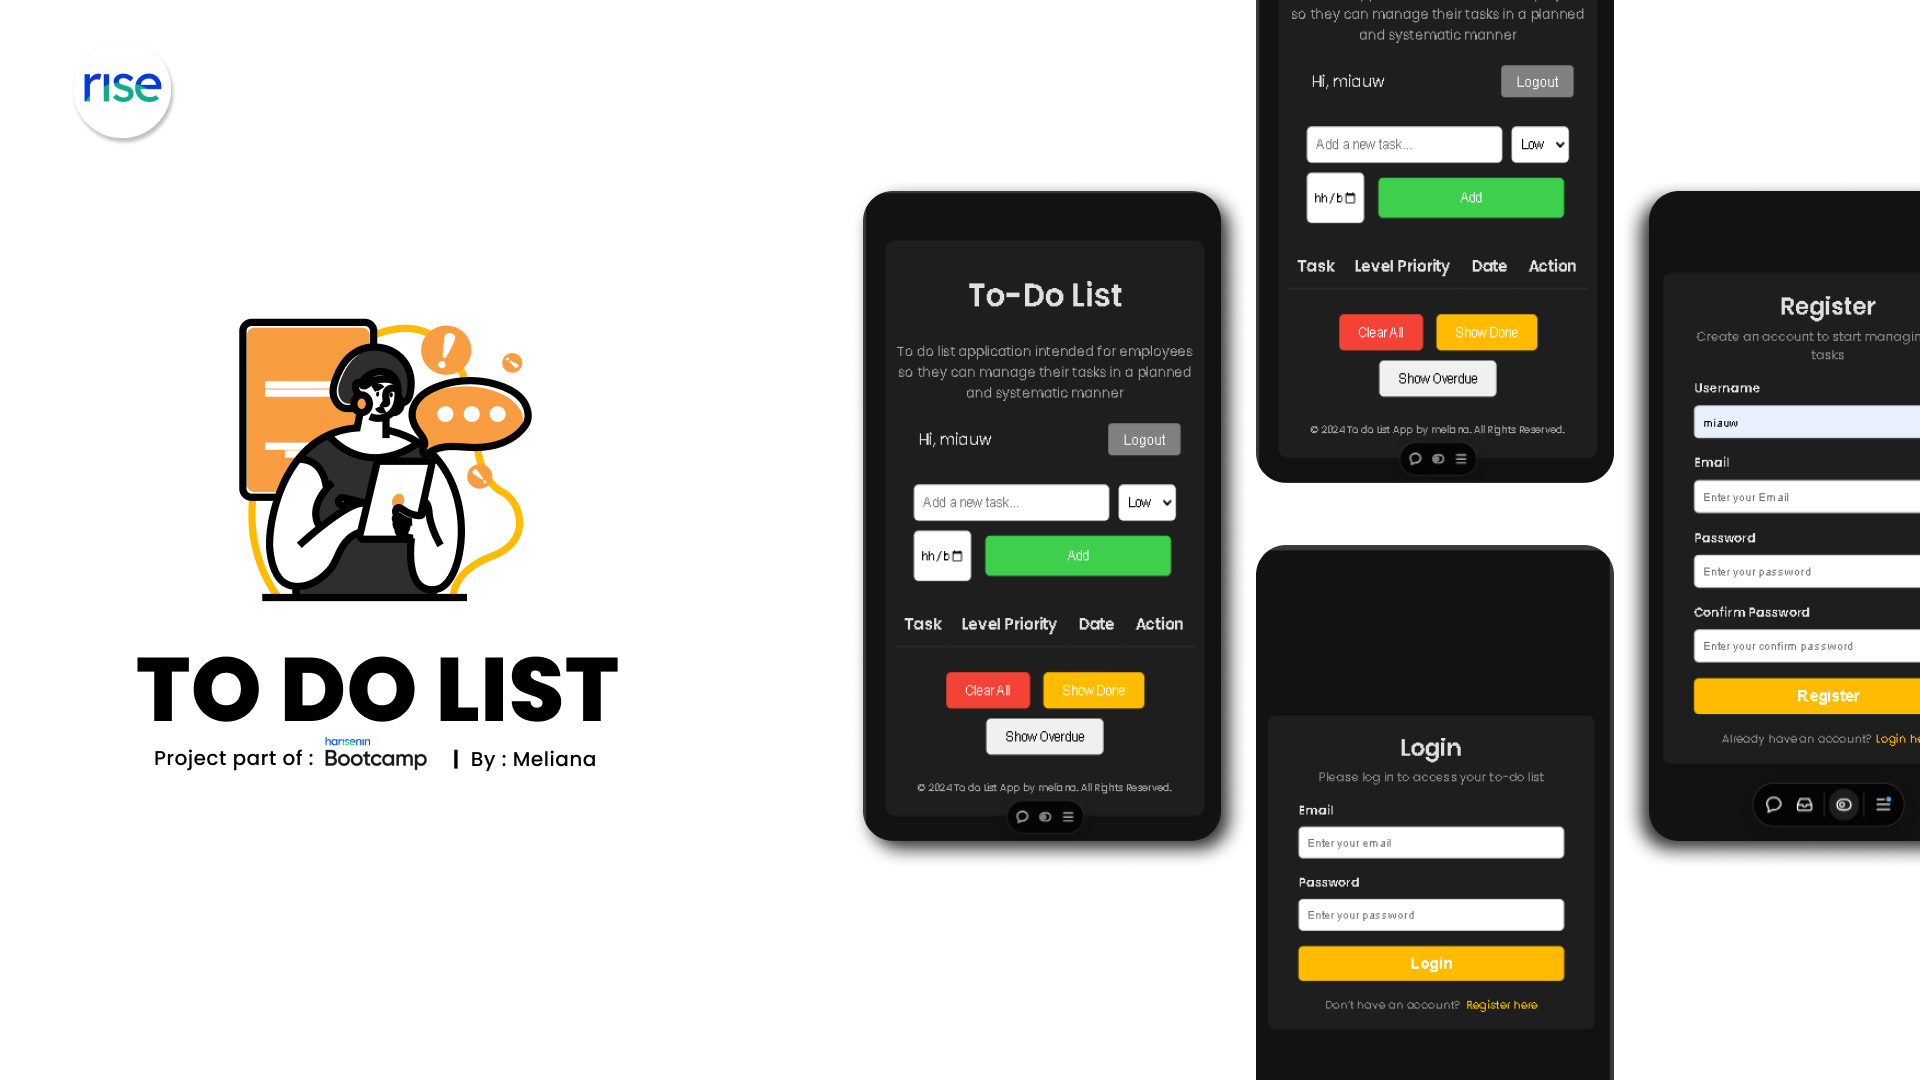 rise
TO DO LIST
Project part of : harisenin Bootcamp | By : Meliana
To-Do List
To do list application intended for employees
so they can manage their tasks in a planned
and systematic manner
Hi, miauw Logout
Add a new task... Low
hh/b Add
Task Level Priority Date Action
Clear All Show Done
Show Overdue
© 2024 To do List App by meliana. All Rights Reserved.
so they can manage their tasks in a planned
and systematic manner
Hi, miauw Logout
Add a new task... Low
hh/b Add
Task Level Priority Date Action
Clear All Show Done
Show Overdue
© 2024 To do List App by meliana. All Rights Reserved.
Login
Please log in to access your to-do list
Email
Enter your email
Password
Enter your password
Login
Don't have an account? Register here
Register
Create an account to start managin
tasks
Username
miauw
Email
Enter your Email
Password
Enter your password
Confirm Password
Enter your confirm password
Register
Already have an account? Login he